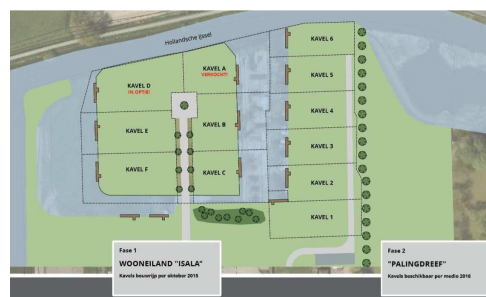 Hollandsche IJssel
KAVEL 6
KAVEL A
VERKOCHT!
KAVEL D
IN OPTIE!
KAVEL 5
KAVEL 4
KAVEL B
KAVEL E
KAVEL 3
KAVEL F
KAVEL C
KAVEL 2
KAVEL 1
Fase 1
WOONEILAND "ISALA"
Kavels bouwrijp per oktober 2015
Fase 2
"PALINGDREEF"
Kavels beschikbaar per medio 2016